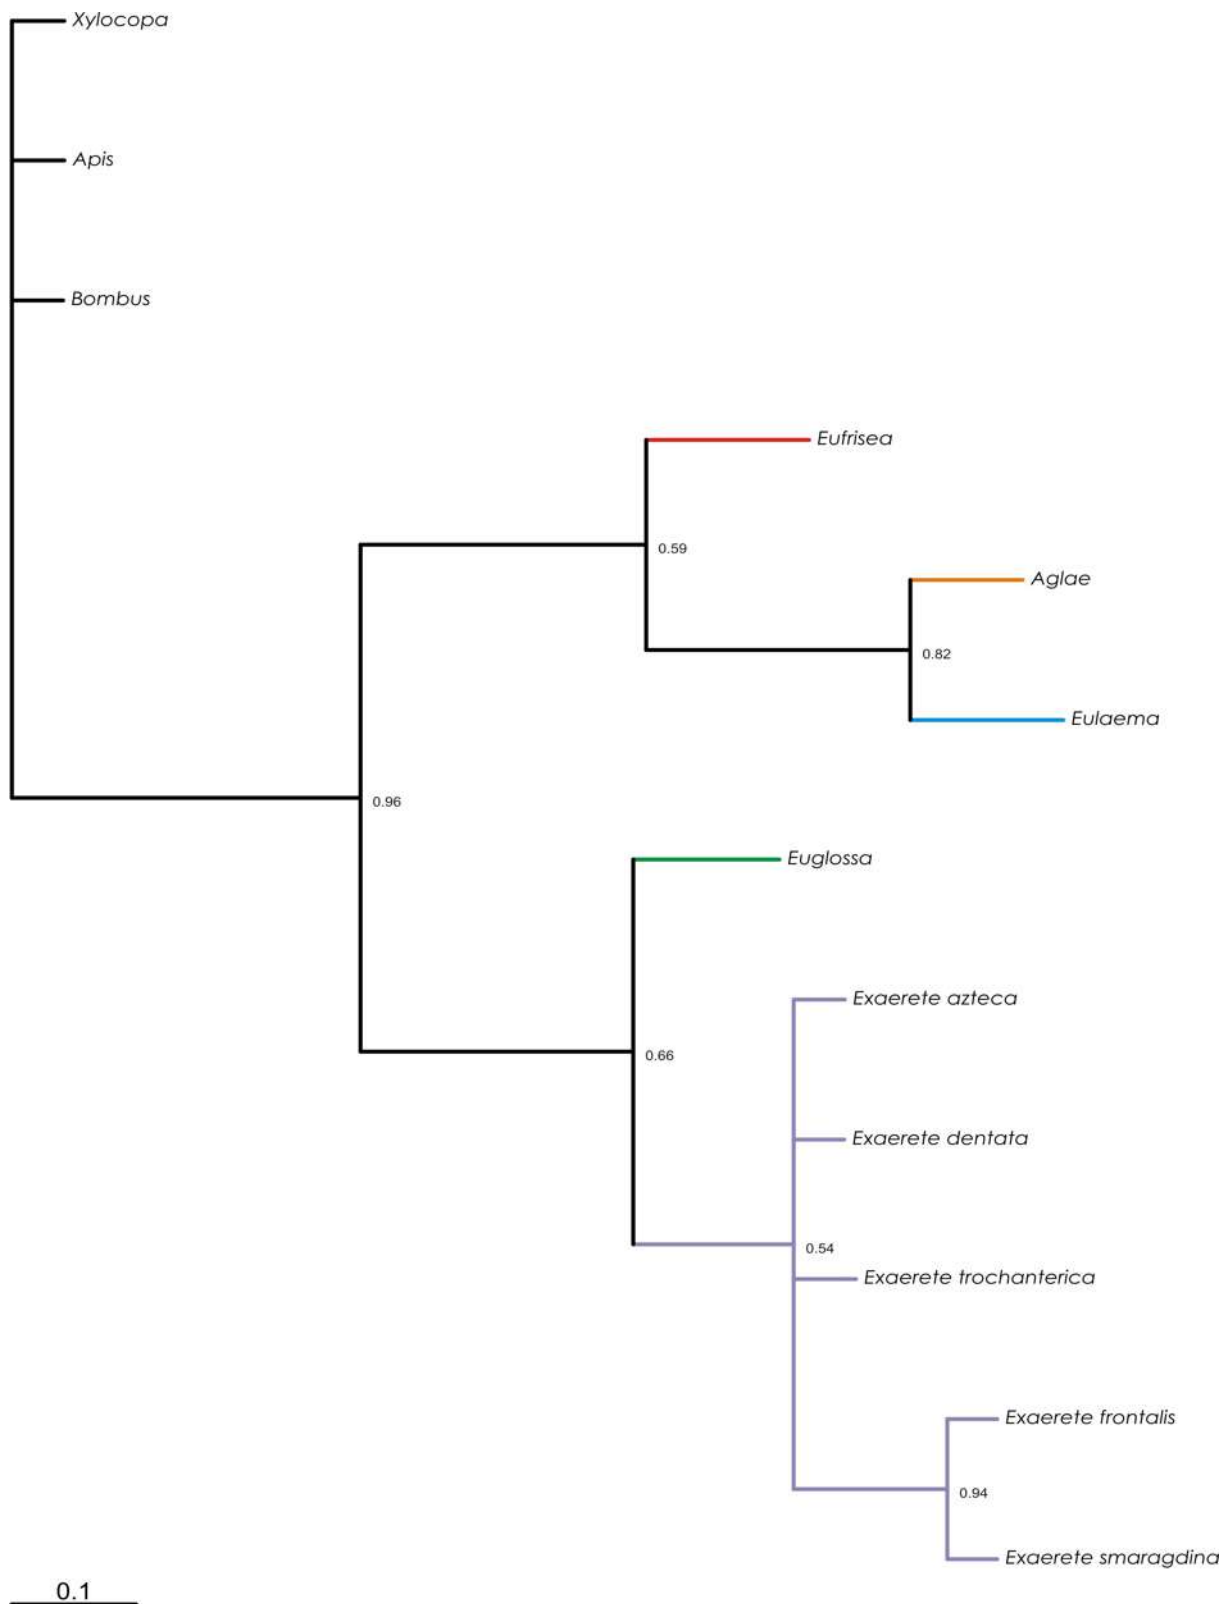 Xylocopa
Apis
Bombus
Eufrisea
0.59
Aglae
0.82
Eulaema
0.96
Euglossa
Exaerete azteca
0.66
Exaerete dentata
0.54
Exaerete trochanterica
Exaerete frontalis
0.94
Exaerete smaragdina
0.1